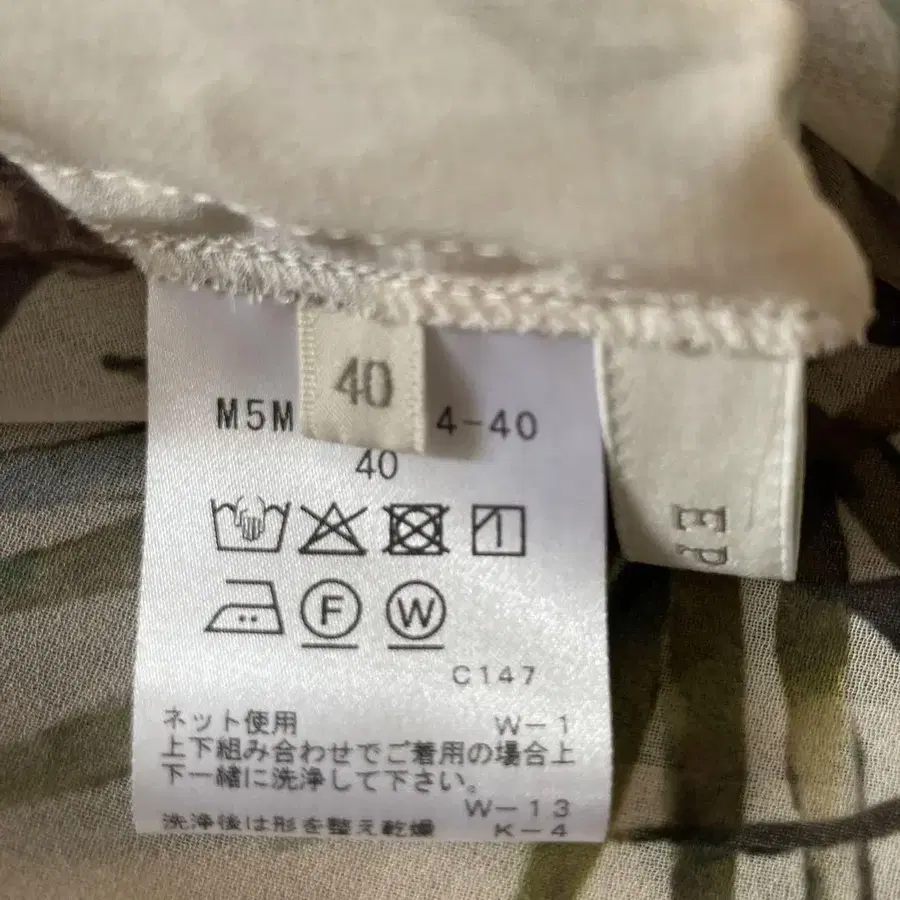 40
M5M
4-40
40
F W
C147
ネット使用 W-1
上下組み合わせでご着用の場合上
下一緒に洗浄して下さい。
W-13
洗浄後は形を整え乾燥 K-4
EP